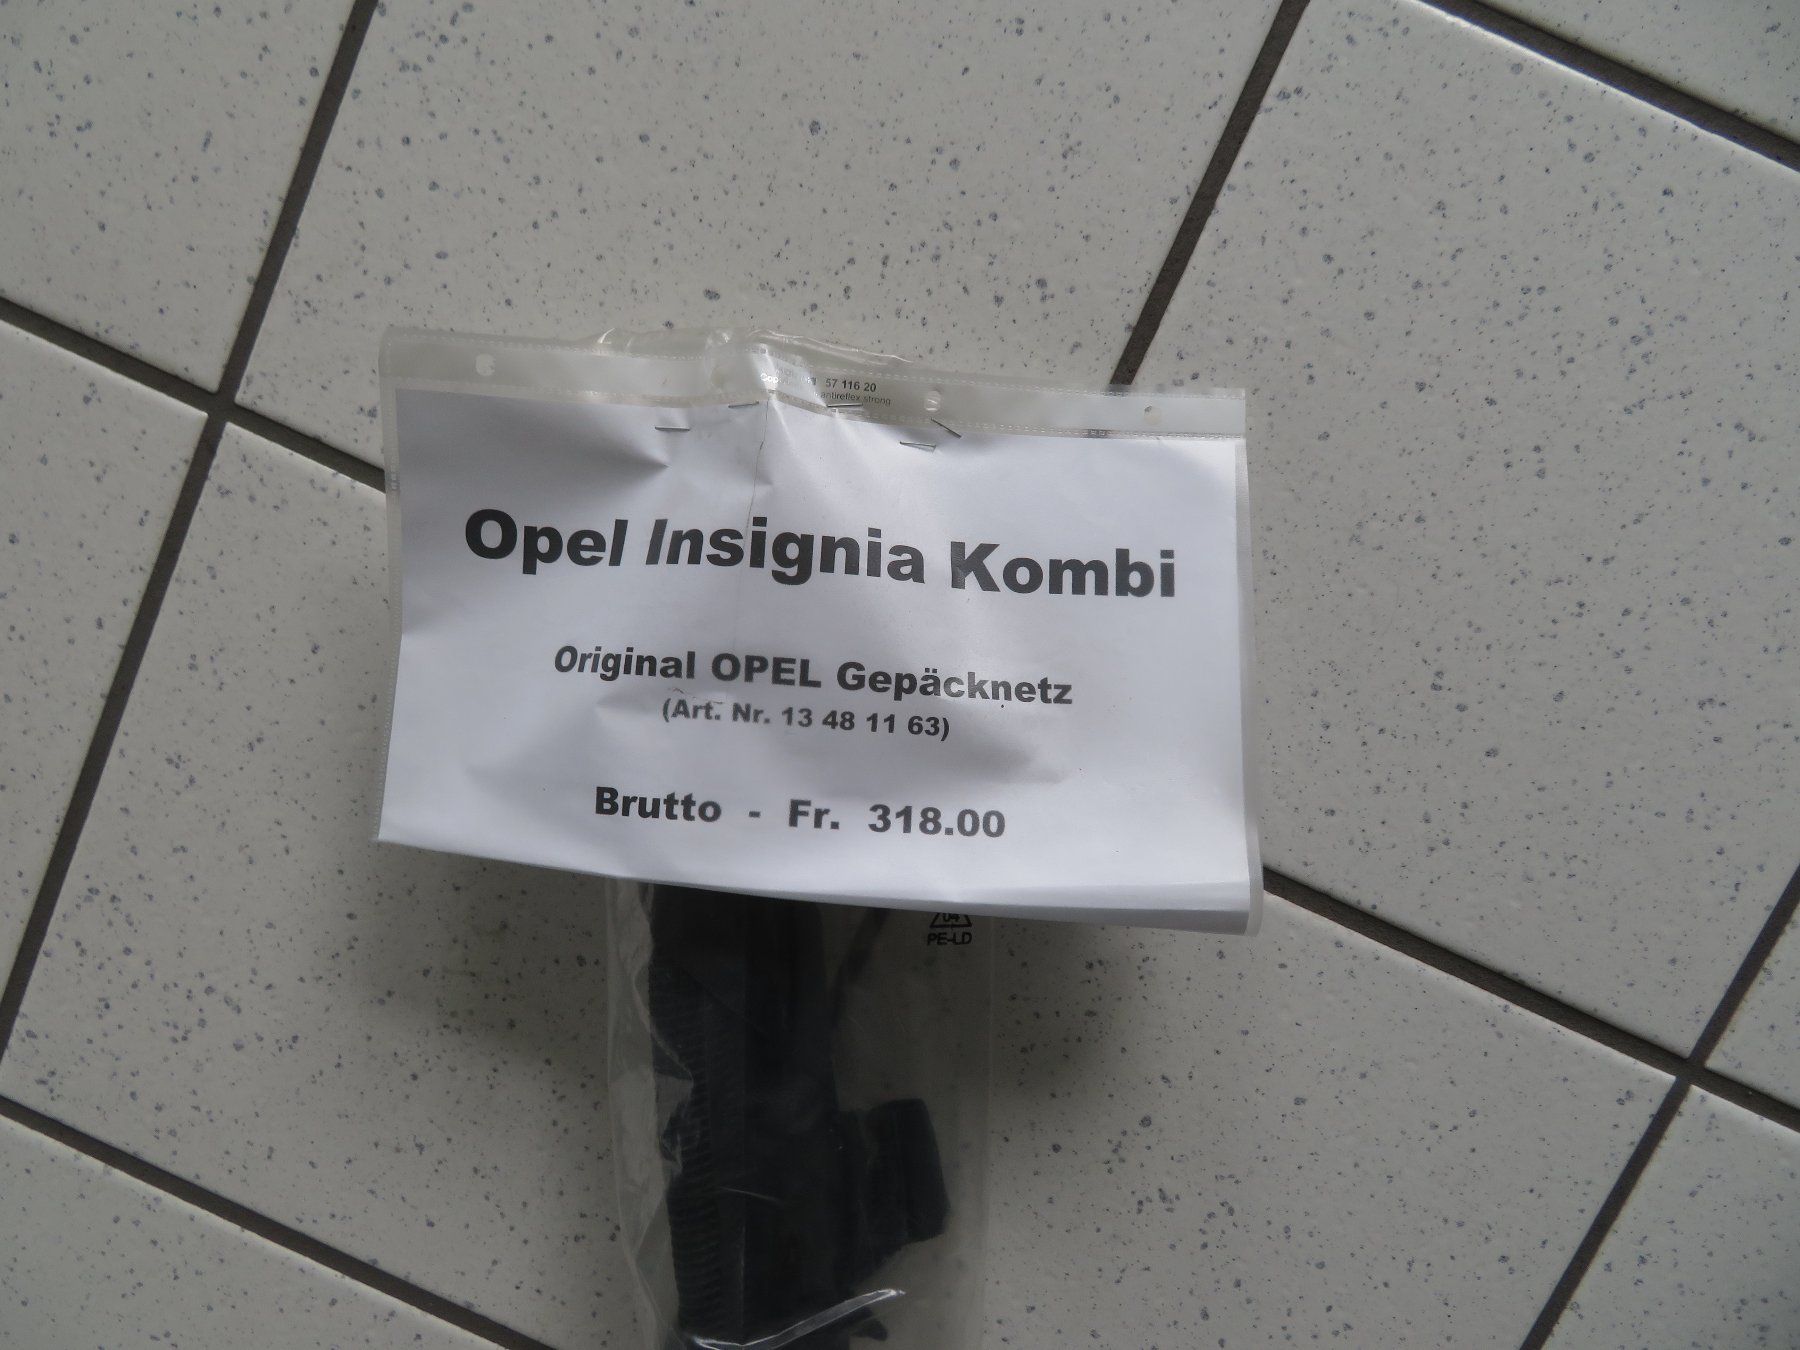 57 116 20
antireflex strong
Opel Insignia Kombi
Original OPEL Gepäcknetz
(Art. Nr. 13 48 11 63)
Brutto - Fr. 318.00
04
PE-LD